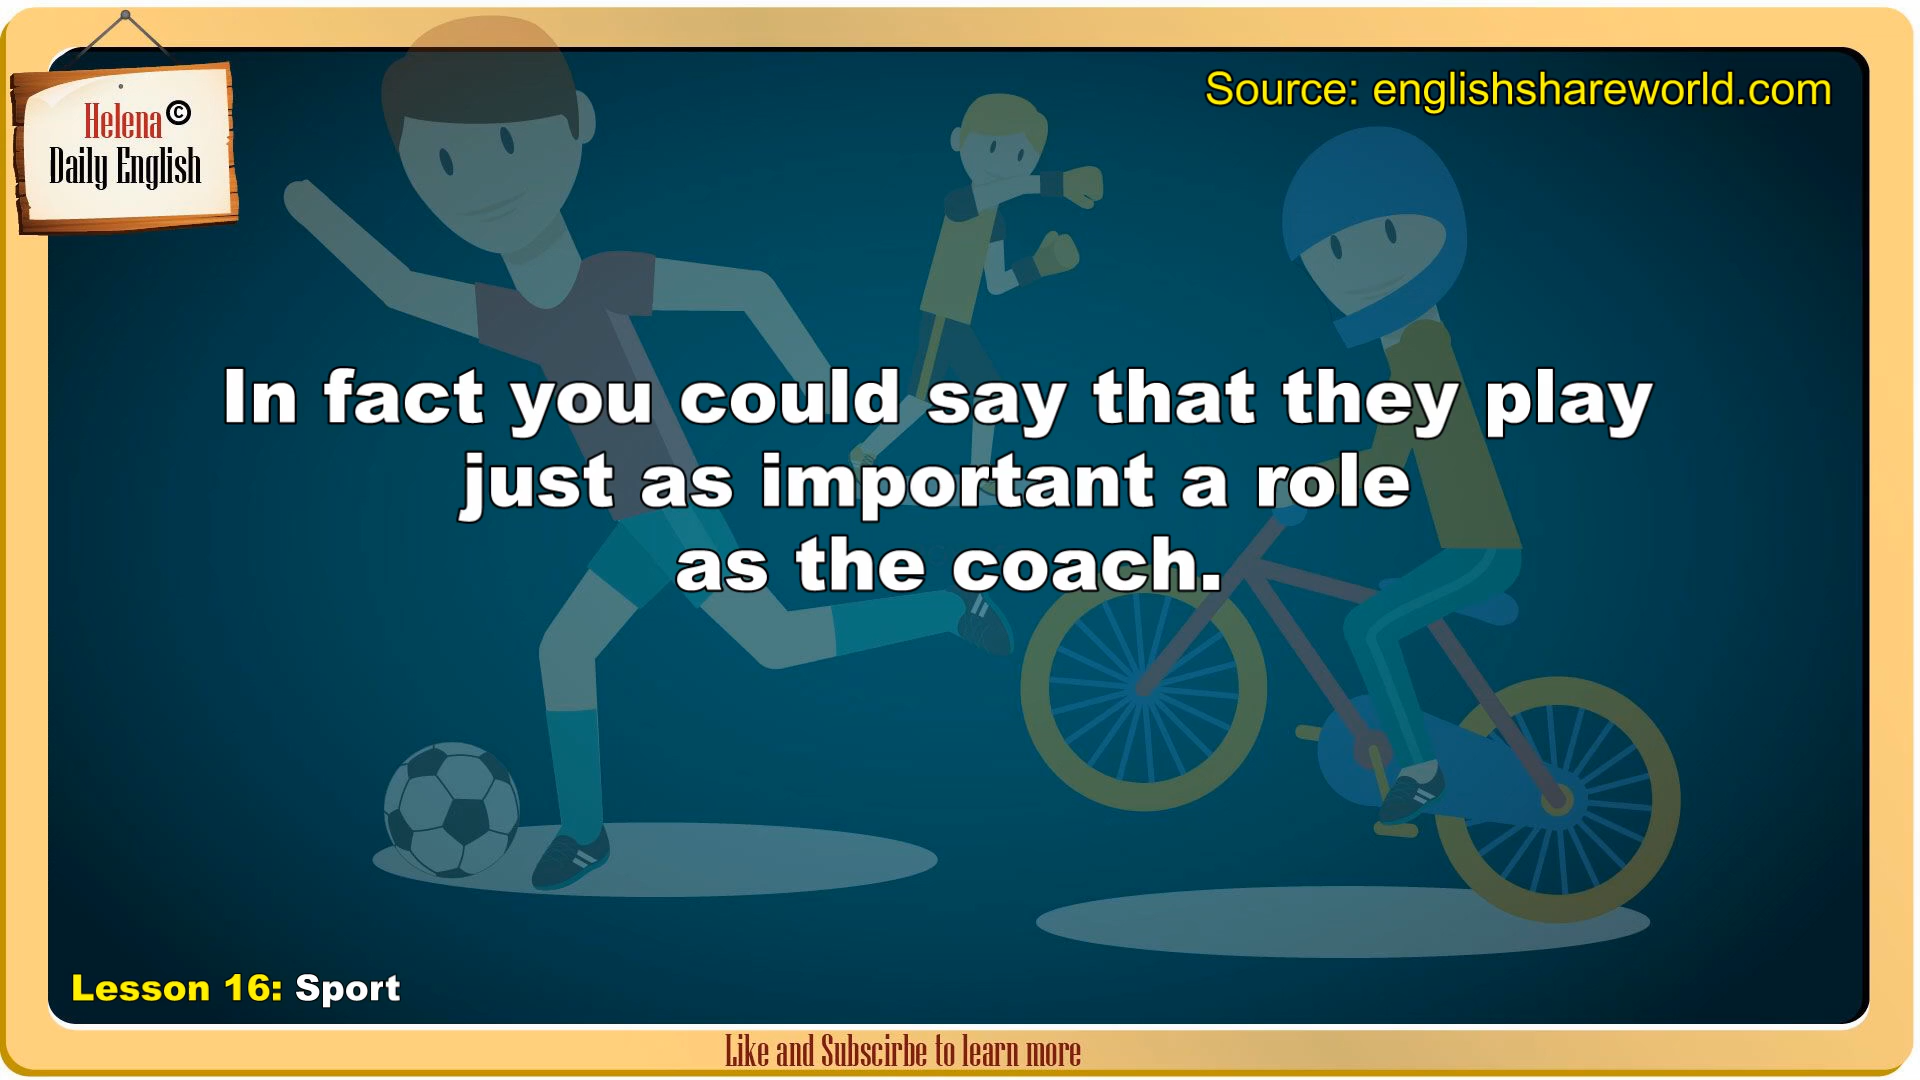 Helena ©
Daily English
Source: englishshareworld.com
In fact you could say that they play
just as important a role
as the coach.
Lesson 16: Sport
Like and Subscirbe to learn more